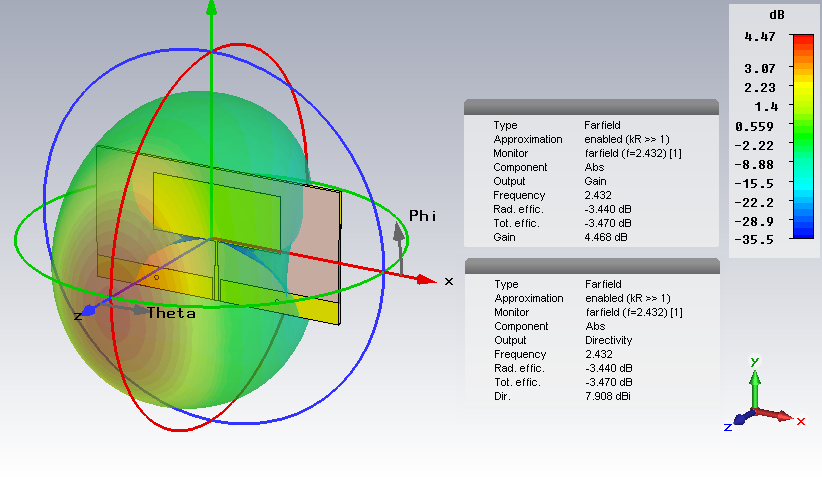 dB
4.47
3.07
2.23
1.4
0.559
-2.22
-8.88
-15.5
-22.2
-28.9
-35.5
Type Farfield
Approximation enabled (kR >> 1)
Monitor farfield (f=2.432) [1]
Component Abs
Output Gain
Frequency 2.432
Rad. effic. -3.440 dB
Tot. effic. -3.470 dB
Gain 4.468 dB
Type Farfield
Approximation enabled (kR >> 1)
Monitor farfield (f=2.432) [1]
Component Abs
Output Directivity
Frequency 2.432
Rad. effic. -3.440 dB
Tot. effic. -3.470 dB
Dir. 7.908 dBi
Phi
x
z
Theta
y
z
x